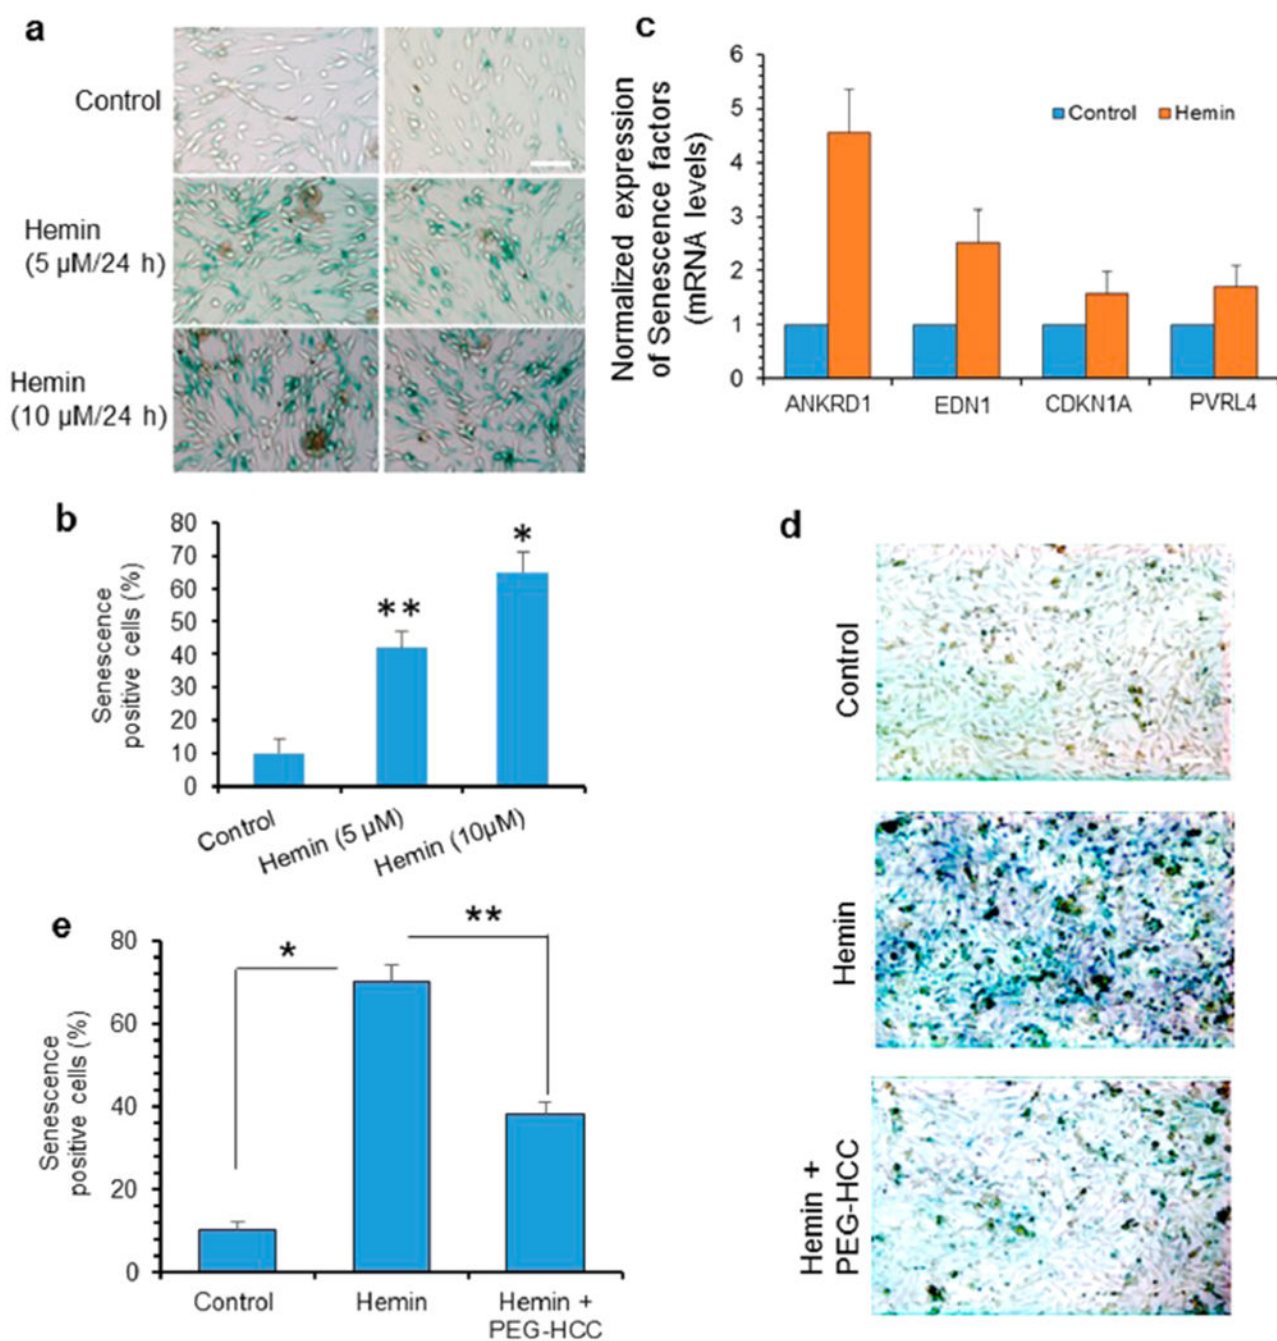 a
Control
Hemin
(5 µM/24 h)
Hemin
(10 µM/24 h)
c
Normalized expression
of Senescence factors
(mRNA levels)
6
5
4
3
2
1
0
Control Hemin
ANKRD1 EDN1 CDKN1A PVRL4
b
Senescence
positive cells (%)
80
70
60
50
40
30
20
10
0
**
*
Control Hemin (5 µM) Hemin (10µM)
d
Control
Hemin
Hemin +
PEG-HCC
e
Senescence
positive cells (%)
80
60
40
20
0
*
**
Control Hemin Hemin +
PEG-HCC